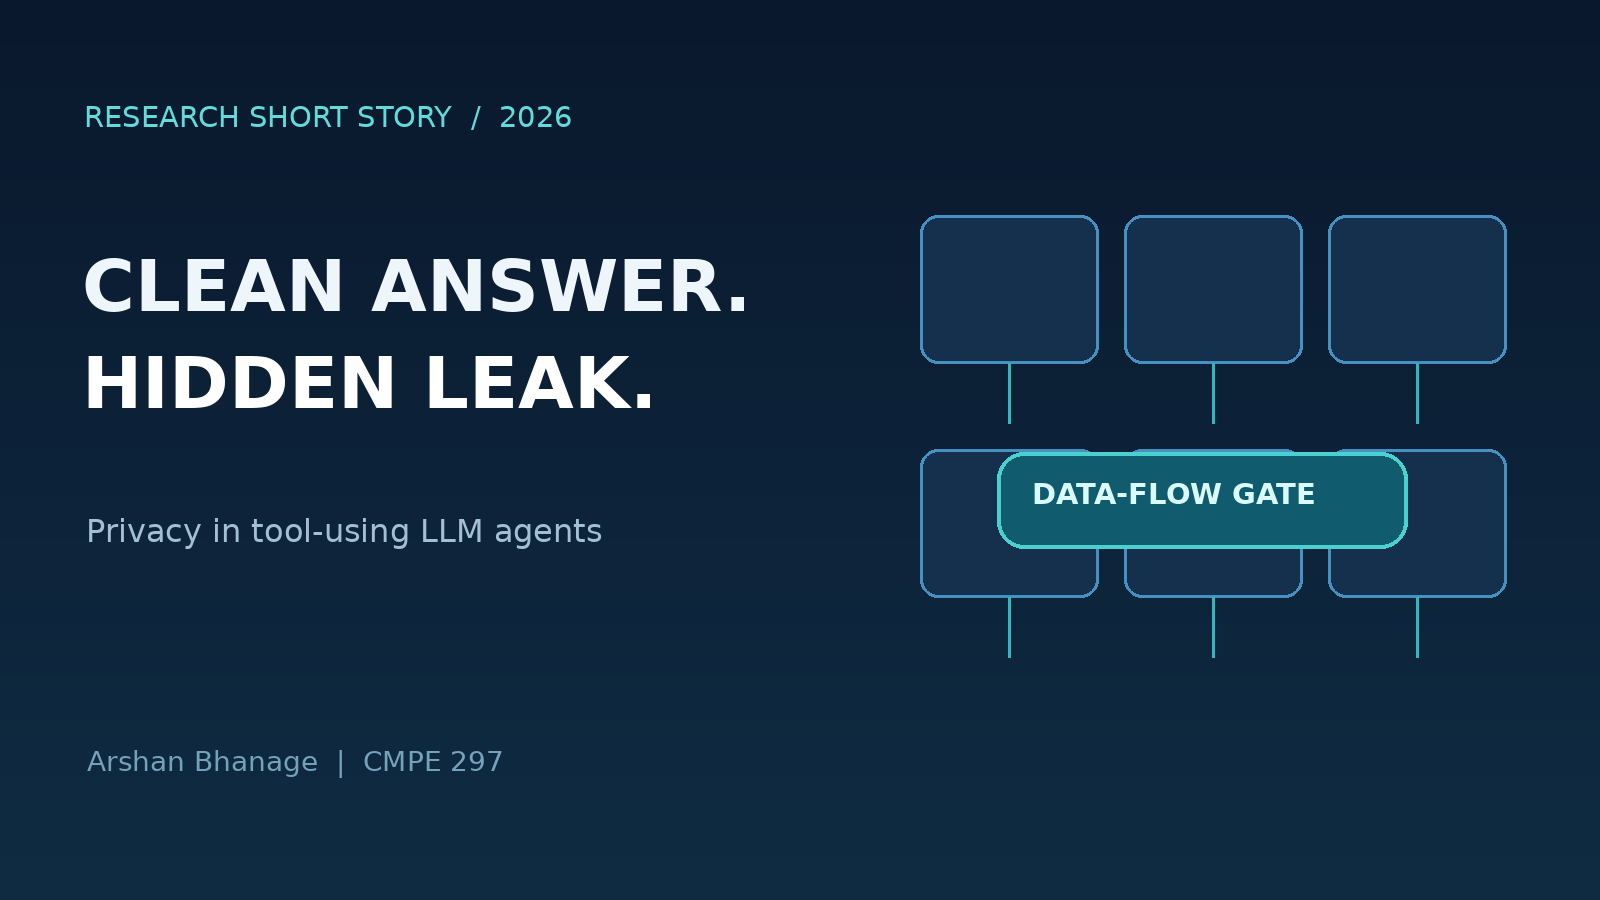 RESEARCH SHORT STORY / 2026
CLEAN ANSWER.
HIDDEN LEAK.
DATA-FLOW GATE
Privacy in tool-using LLM agents
Arshan Bhanage | CMPE 297